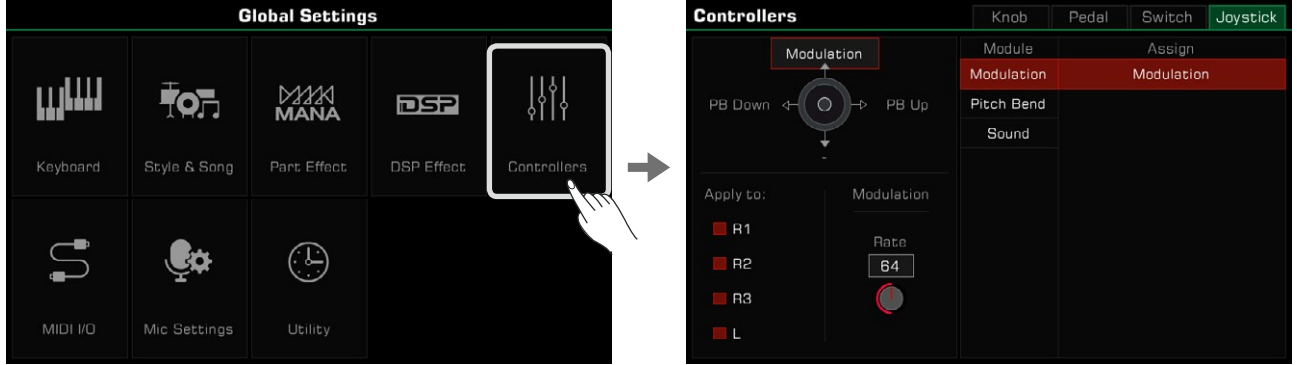 Global Settings
MANA
DSP
Keyboard
Style & Song
Part Effect
DSP Effect
Controllers
MIDI I/O
Mic Settings
Utility
Controllers
Knob
Pedal
Switch
Joystick
Modulation
PB Down
PB Up
-
Module
Assign
Modulation
Modulation
Pitch Bend
Sound
Apply to:
R1
R2
R3
L
Modulation
Rate
64